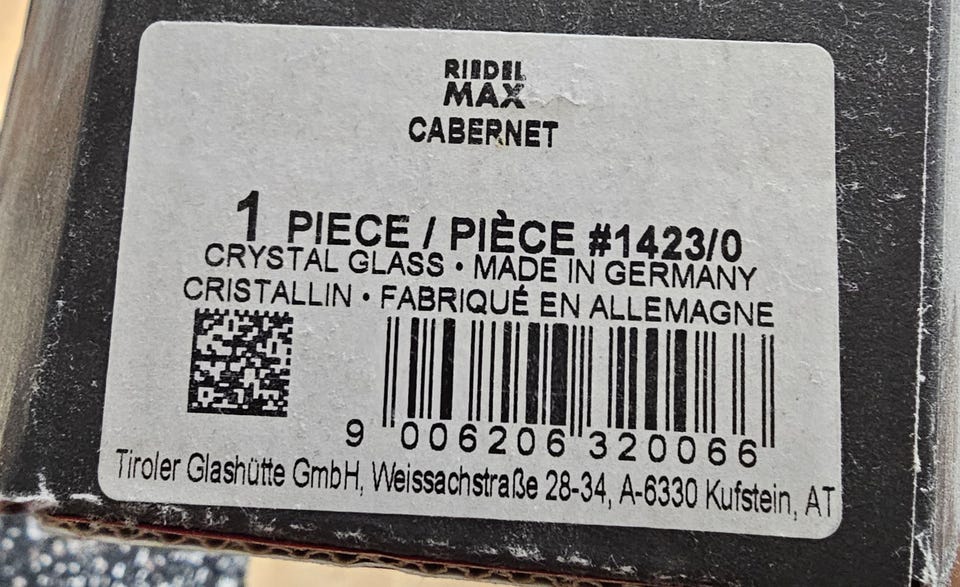 RIEDEL
MAX
CABERNET
1 PIECE / PIÈCE #1423/0
CRYSTAL GLASS • MADE IN GERMANY
CRISTALLIN • FABRIQUÉ EN ALLEMAGNE
9 006206 320066
Tiroler Glashütte GmbH, Weissachstraße 28-34, A-6330 Kufstein, AT